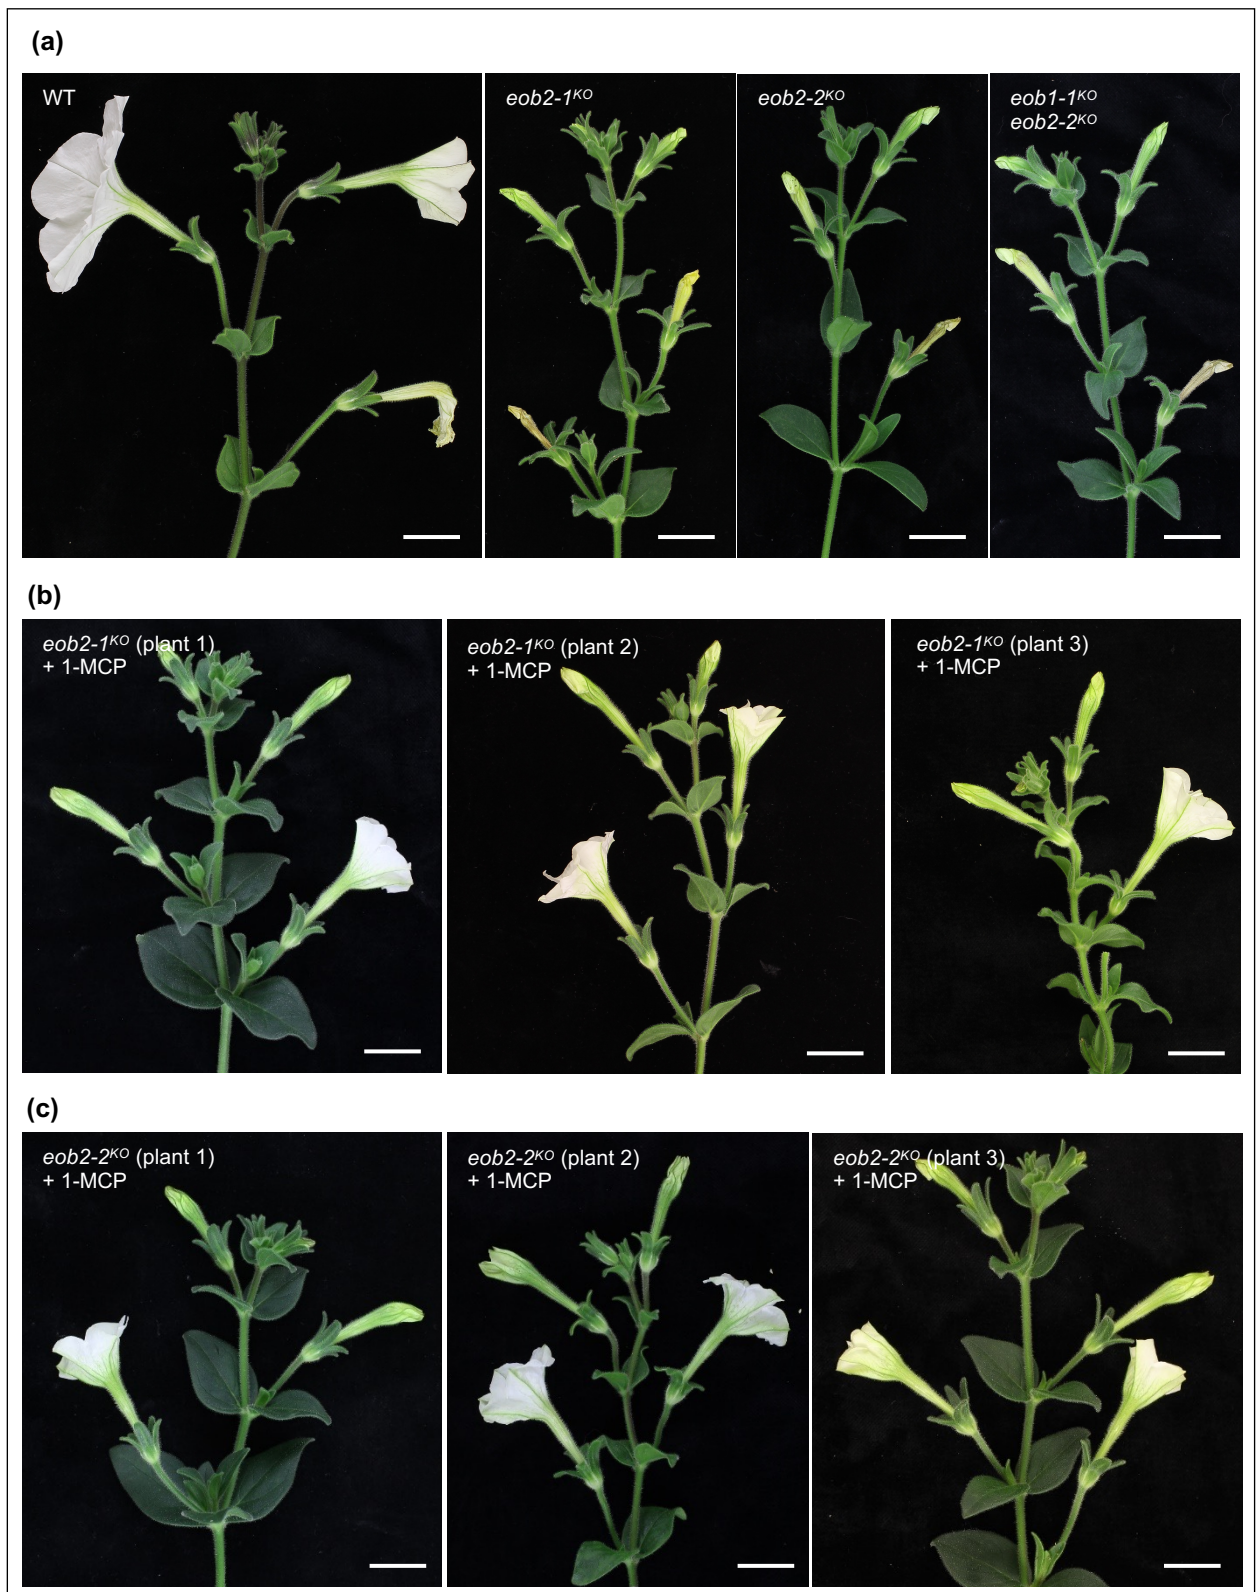 (a)
WT
eob2-1KO
eob2-2KO
eob1-1KO
eob2-2KO
(b)
eob2-1KO (plant 1)
+ 1-MCP
eob2-1KO (plant 2)
+ 1-MCP
eob2-1KO (plant 3)
+ 1-MCP
(c)
eob2-2KO (plant 1)
+ 1-MCP
eob2-2KO (plant 2)
+ 1-MCP
eob2-2KO (plant 3)
+ 1-MCP